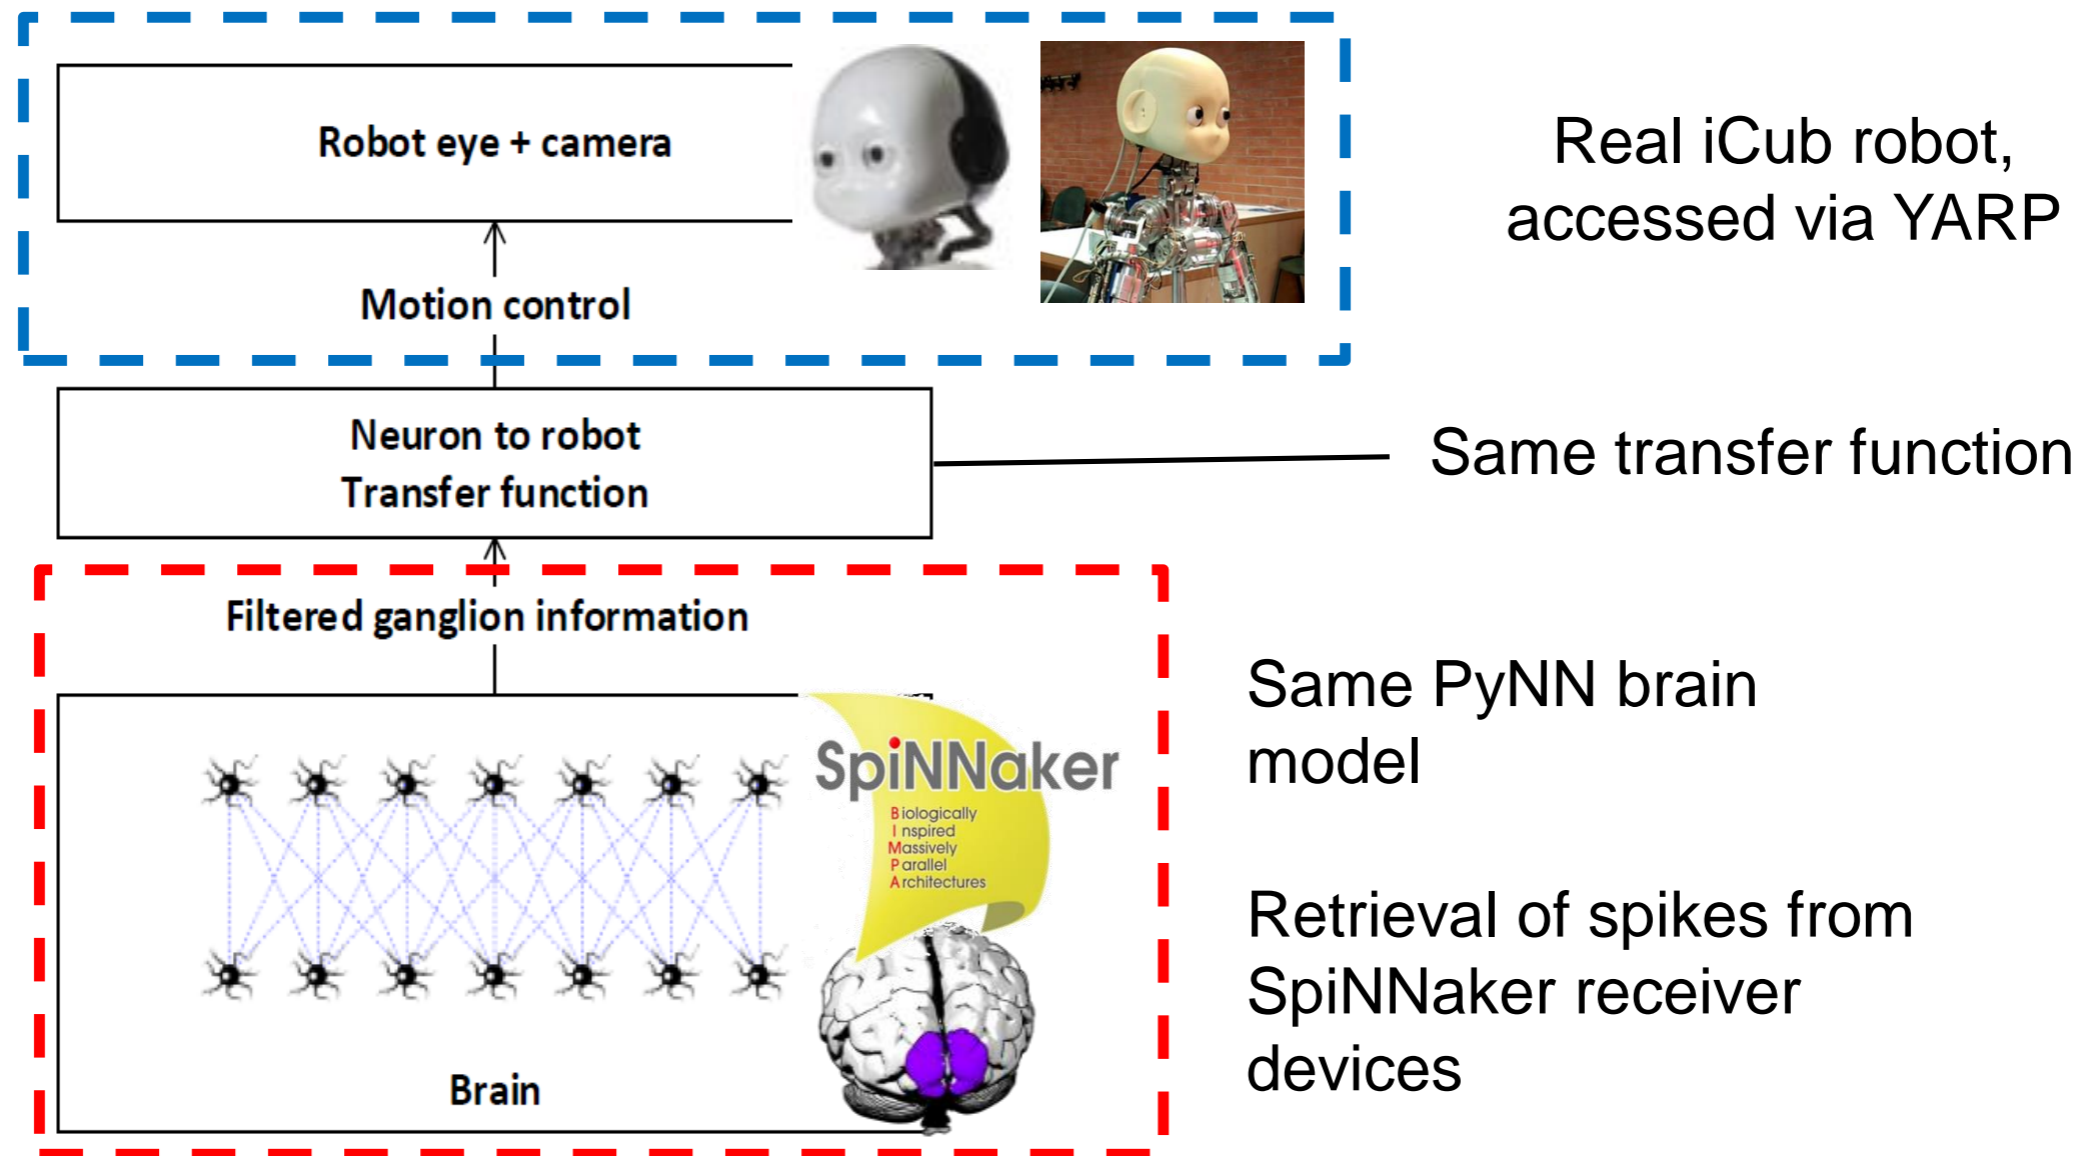 Robot eye + camera
Real iCub robot,
accessed via YARP
Motion control
Neuron to robot
Transfer function
Same transfer function
Filtered ganglion information
SpiNNaker
Biologically
Inspired
Massively
Parallel
Architectures
Brain
Same PyNN brain
model
Retrieval of spikes from
SpiNNaker receiver
devices